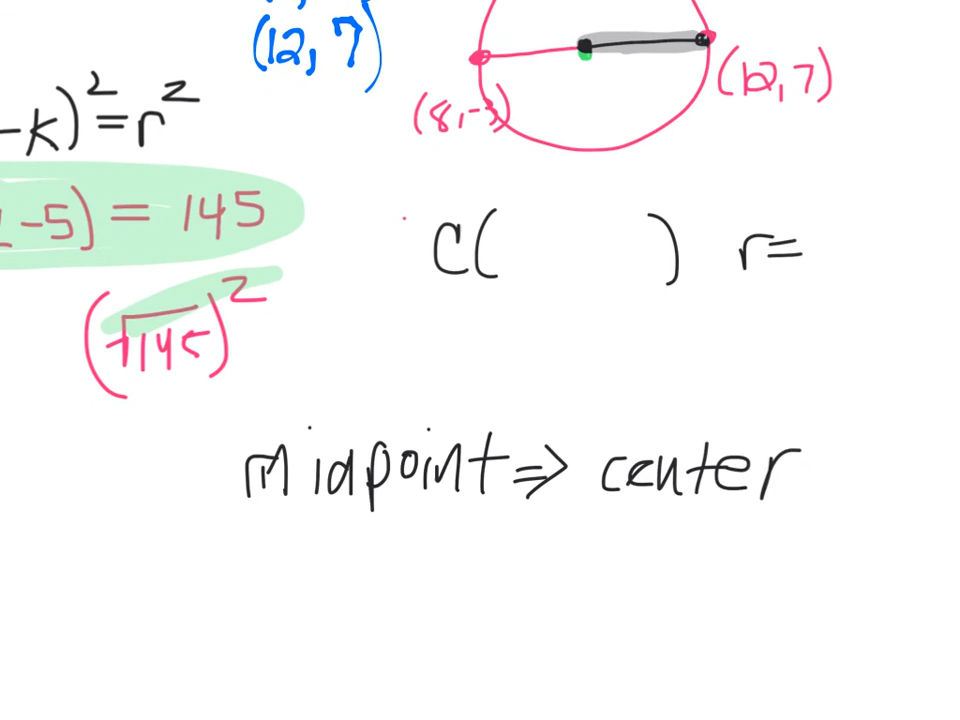 (12, 7)
(8,-3)
(12,7)
-k)²=r²
-5) = 145
(√145)²
C( ) r=
midpoint⇒center